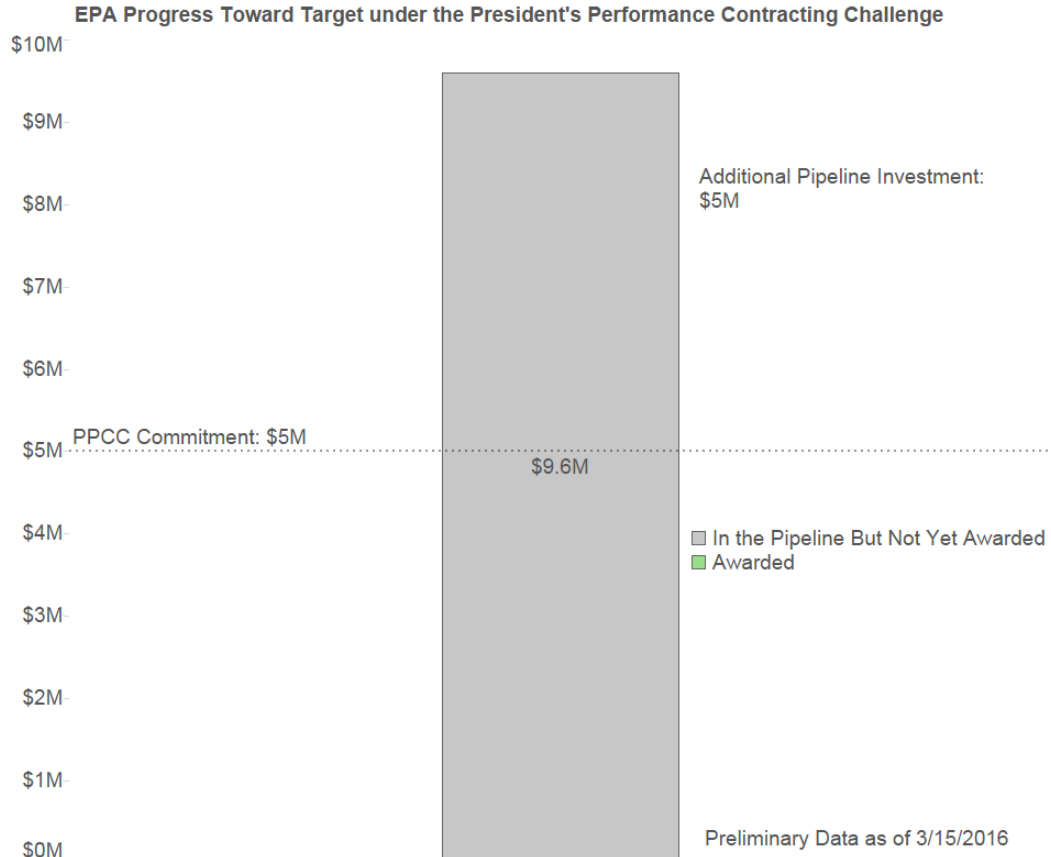 EPA Progress Toward Target under the President's Performance Contracting Challenge
$10M
$9M
Additional Pipeline Investment:
$5M
$8M
$7M
$6M
PPCC Commitment: $5M
$5M
$9.6M
$4M
In the Pipeline But Not Yet Awarded
Awarded
$3M
$2M
$1M
Preliminary Data as of 3/15/2016
$0M